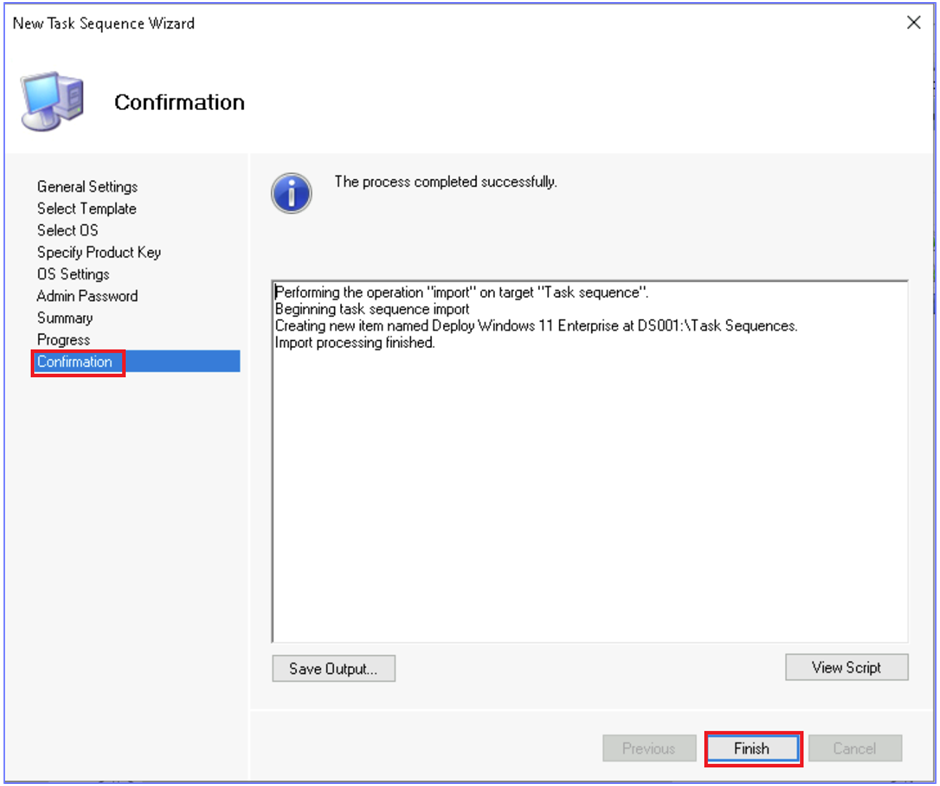 New Task Sequence Wizard
Confirmation
General Settings
Select Template
Select OS
Specify Product Key
OS Settings
Admin Password
Summary
Progress
Confirmation
The process completed successfully.
Performing the operation "import" on target "Task sequence".
Beginning task sequence import
Creating new item named Deploy Windows 11 Enterprise at DS001:\Task Sequences.
Import processing finished.
Save Output...
View Script
Previous
Finish
Cancel